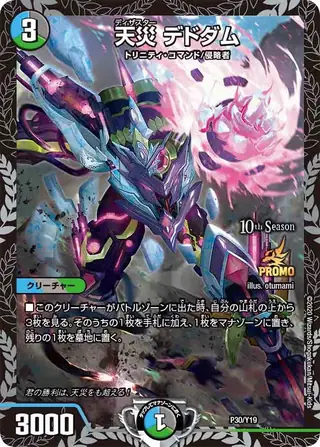 3
ディザスター
天災 デドダム
トリニティ・コマンド/侵略者
10th Season
PROMO
illus. otumami
クリーチャー
■このクリーチャーがバトルゾーンに出た時、自分の山札の上から
3枚を見る。そのうちの1枚を手札に加え、1枚をマナゾーンに置き、
残りの1枚を墓地に置く。
君の勝利は、天災をも超える!
3000
1
P30/Y19